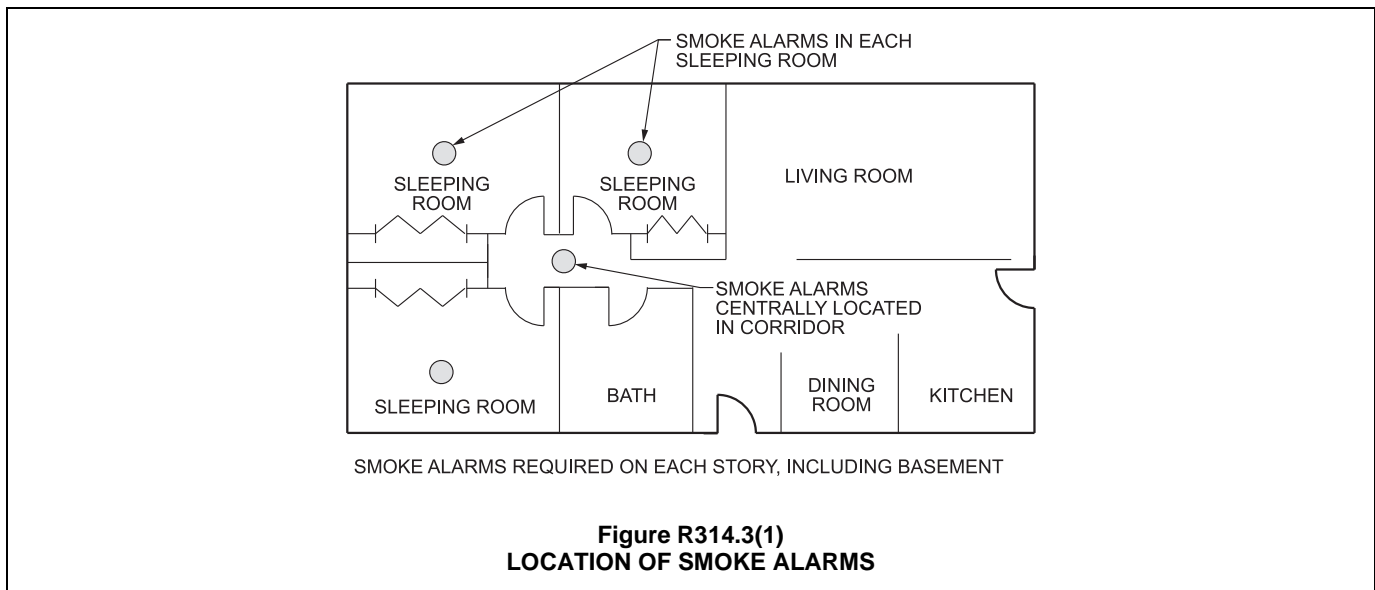 SMOKE ALARMS IN EACH
SLEEPING ROOM
SLEEPING
ROOM
SLEEPING
ROOM
LIVING ROOM
SMOKE ALARMS
CENTRALLY LOCATED
IN CORRIDOR
SLEEPING ROOM
BATH
DINING
ROOM
KITCHEN
SMOKE ALARMS REQUIRED ON EACH STORY, INCLUDING BASEMENT
Figure R314.3(1)
LOCATION OF SMOKE ALARMS